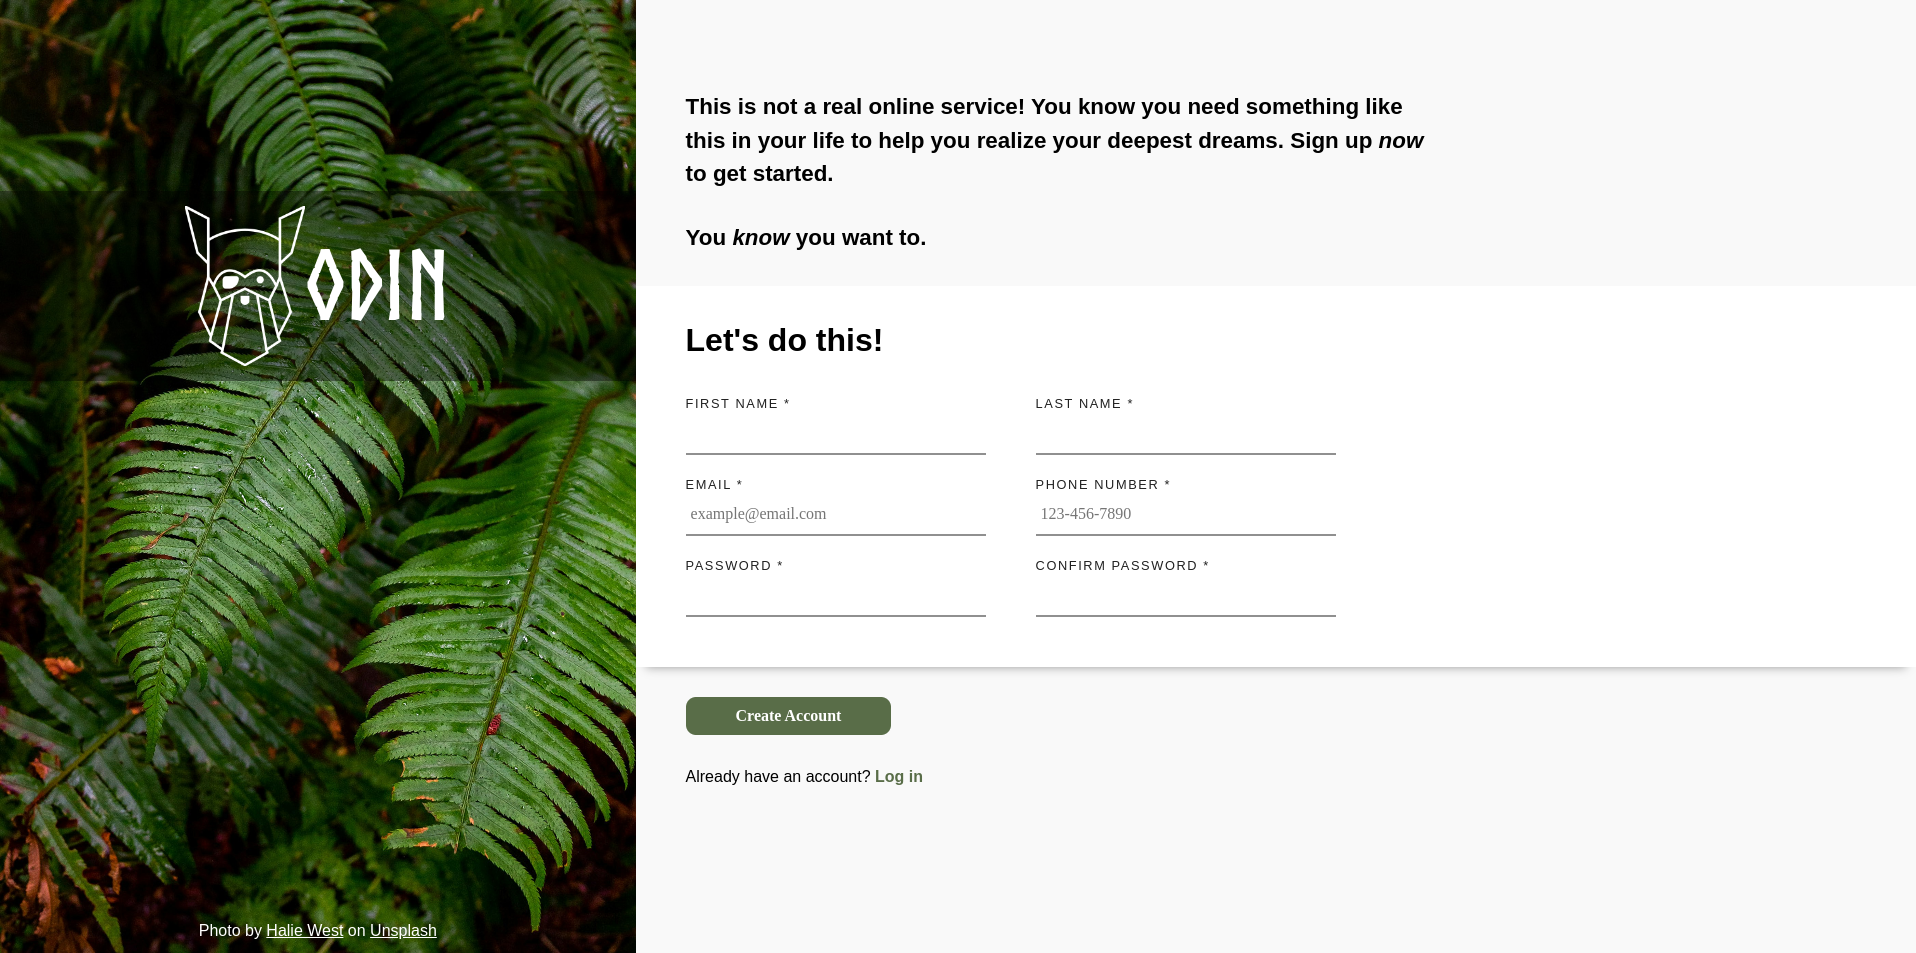 ODIN
Photo by Halie West on Unsplash
This is not a real online service! You know you need something like
this in your life to help you realize your deepest dreams. Sign up now
to get started.
You know you want to.
Let's do this!
FIRST NAME *
LAST NAME *
EMAIL *
example@email.com
PHONE NUMBER *
123-456-7890
PASSWORD *
CONFIRM PASSWORD *
Create Account
Already have an account? Log in